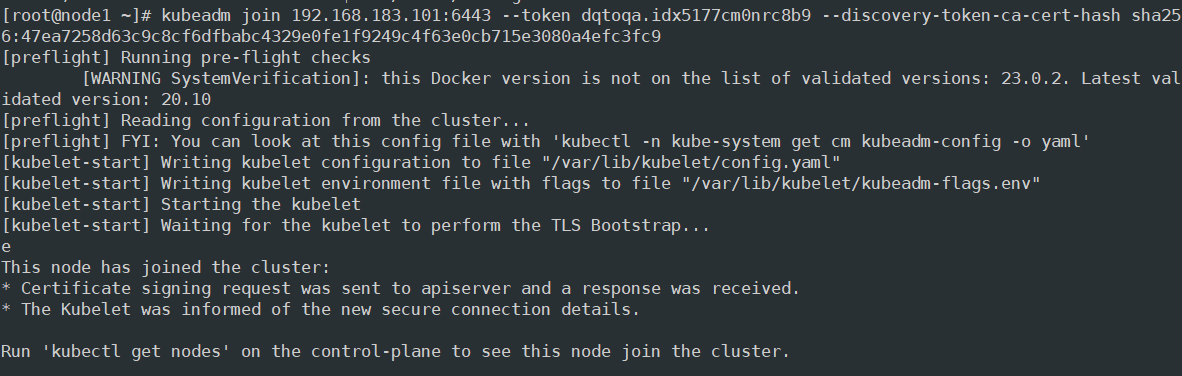 [root@node1 ~]# kubeadm join 192.168.183.101:6443 --token dqtoqa.idx5177cm0nrc8b9 --discovery-token-ca-cert-hash sha25
6:47ea7258d63c9c8cf6dfbabc4329e0fe1f9249c4f63e0cb715e3080a4efc3fc9
[preflight] Running pre-flight checks
        [WARNING SystemVerification]: this Docker version is not on the list of validated versions: 23.0.2. Latest val
idated version: 20.10
[preflight] Reading configuration from the cluster...
[preflight] FYI: You can look at this config file with 'kubectl -n kube-system get cm kubeadm-config -o yaml'
[kubelet-start] Writing kubelet configuration to file "/var/lib/kubelet/config.yaml"
[kubelet-start] Writing kubelet environment file with flags to file "/var/lib/kubelet/kubeadm-flags.env"
[kubelet-start] Starting the kubelet
[kubelet-start] Waiting for the kubelet to perform the TLS Bootstrap...
e
This node has joined the cluster:
* Certificate signing request was sent to apiserver and a response was received.
* The Kubelet was informed of the new secure connection details.

Run 'kubectl get nodes' on the control-plane to see this node join the cluster.